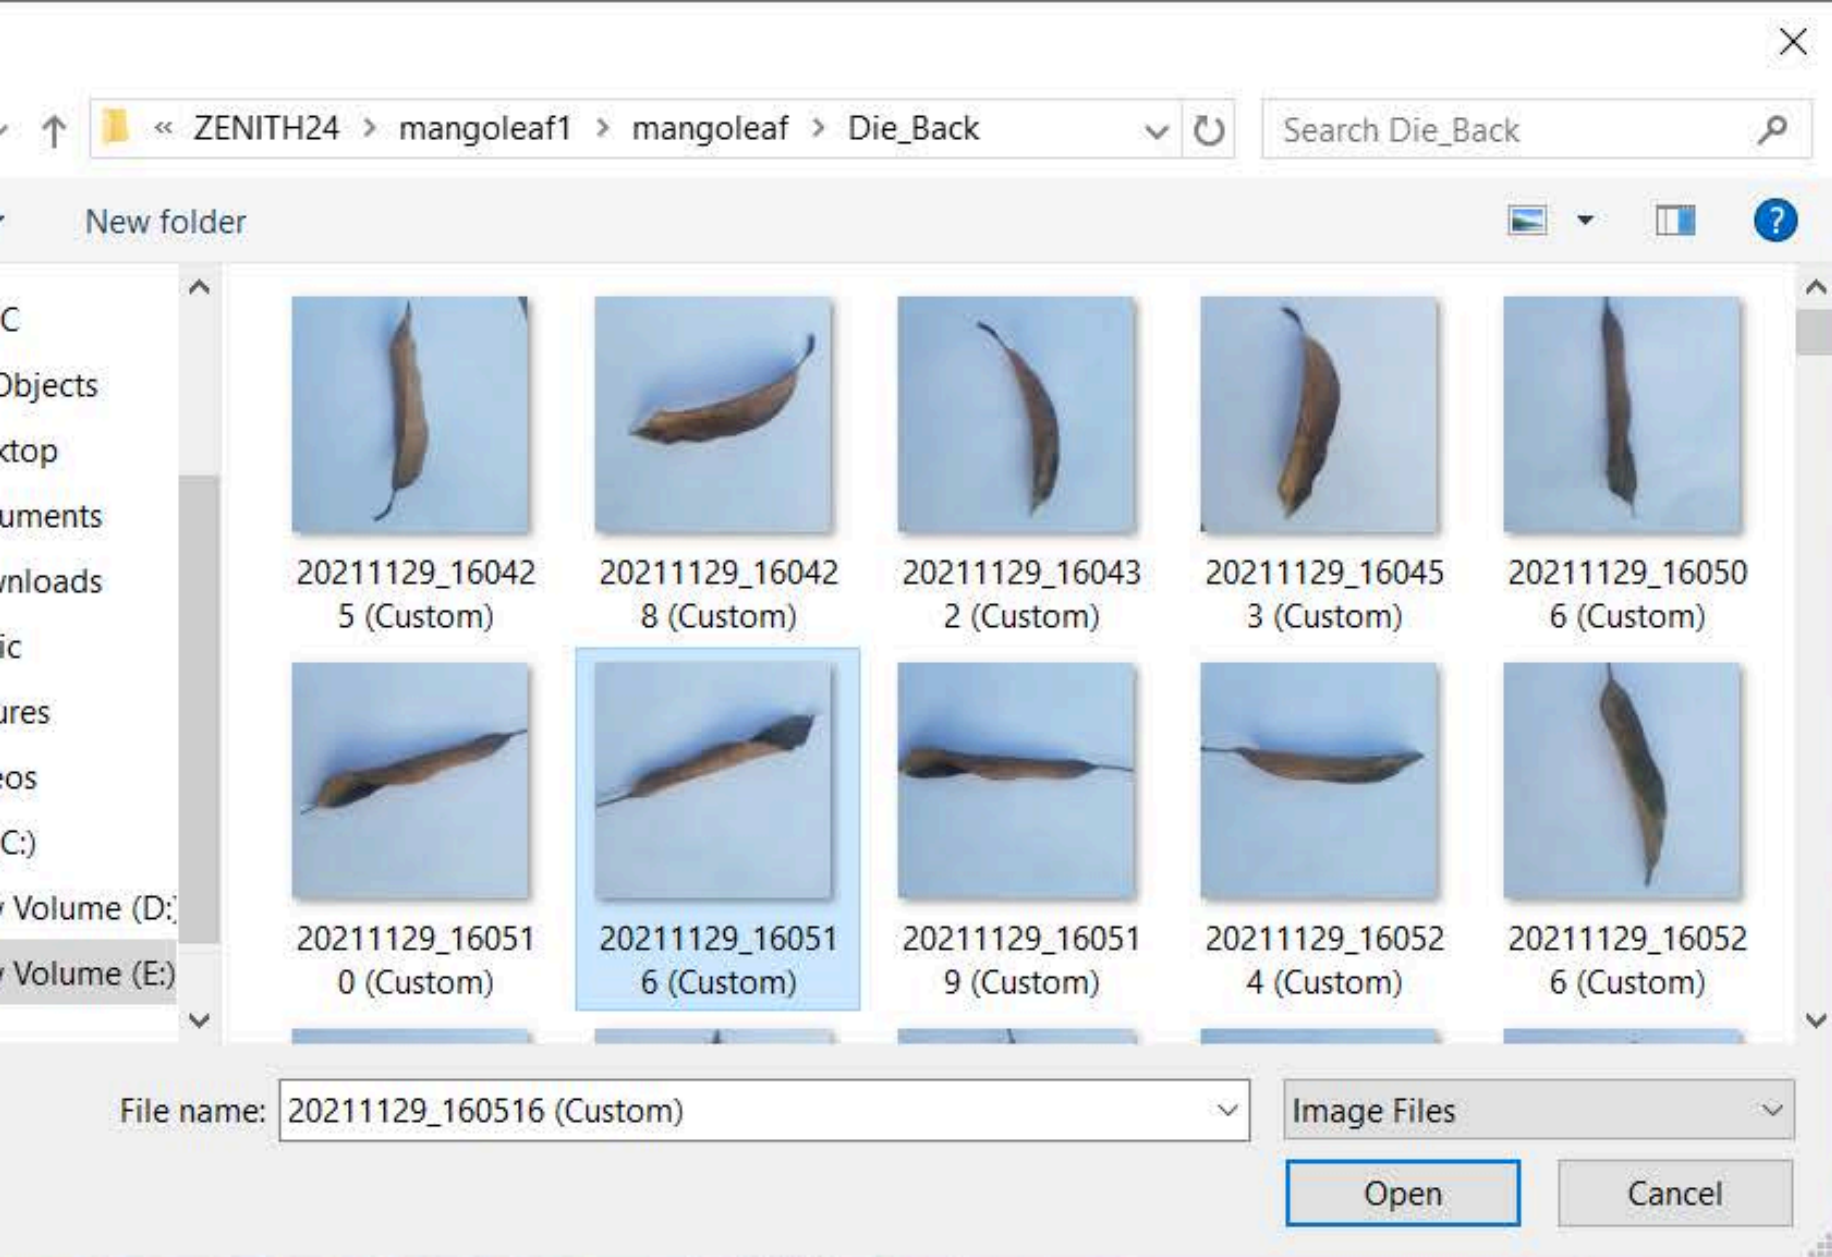 « ZENITH24 > mangoleaf1 > mangoleaf > Die_Back
Search Die_Back
New folder
?
C
Objects
ktop
uments
wnloads
ic
ures
eos
C:)
y Volume (D:)
y Volume (E:)
20211129_16042
5 (Custom)
20211129_16042
8 (Custom)
20211129_16043
2 (Custom)
20211129_16045
3 (Custom)
20211129_16050
6 (Custom)
20211129_16051
0 (Custom)
20211129_16051
6 (Custom)
20211129_16051
9 (Custom)
20211129_16052
4 (Custom)
20211129_16052
6 (Custom)
File name: 20211129_160516 (Custom)
Image Files
Open
Cancel